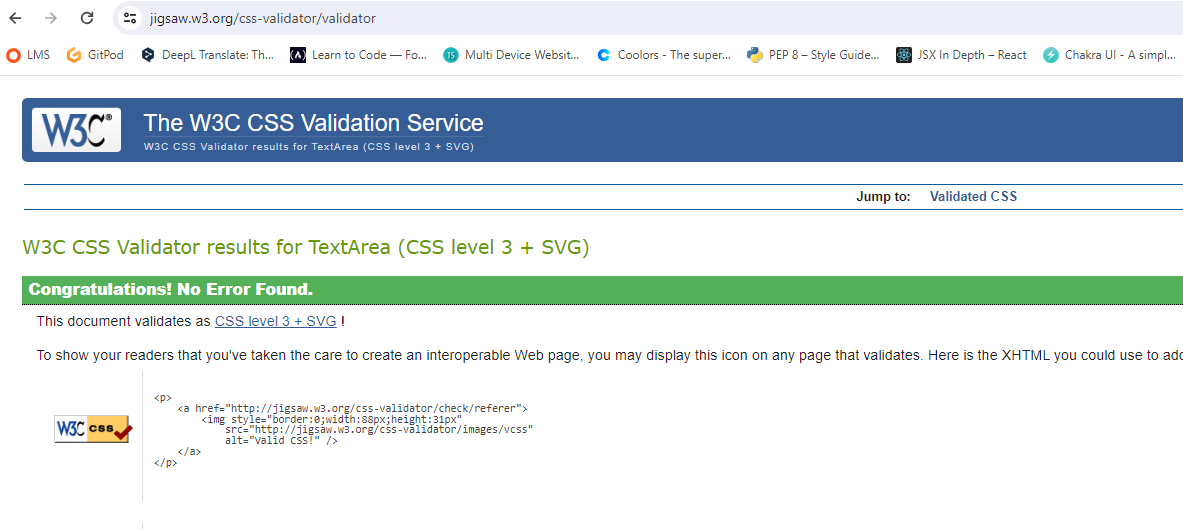 jigsaw.w3.org/css-validator/validator
LMS GitPod DeepL Translate: Th... Learn to Code — Fo... TS Multi Device Websit... Coolors - The super... PEP 8 – Style Guide... JSX In Depth – React Chakra UI - A simpl...
W3C® The W3C CSS Validation Service
W3C CSS Validator results for TextArea (CSS level 3 + SVG)
Jump to: Validated CSS
W3C CSS Validator results for TextArea (CSS level 3 + SVG)
Congratulations! No Error Found.
This document validates as CSS level 3 + SVG !
To show your readers that you've taken the care to create an interoperable Web page, you may display this icon on any page that validates. Here is the XHTML you could use to add
<p>
<a href="http://jigsaw.w3.org/css-validator/check/referer">
<img style="border:0;width:88px;height:31px"
src="http://jigsaw.w3.org/css-validator/images/vcss"
alt="Valid CSS!" />
</a>
</p>
W3C css